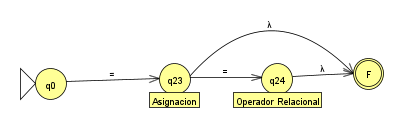 λ
q0
=
q23
=
q24
λ
F
Asignacion
Operador Relacional